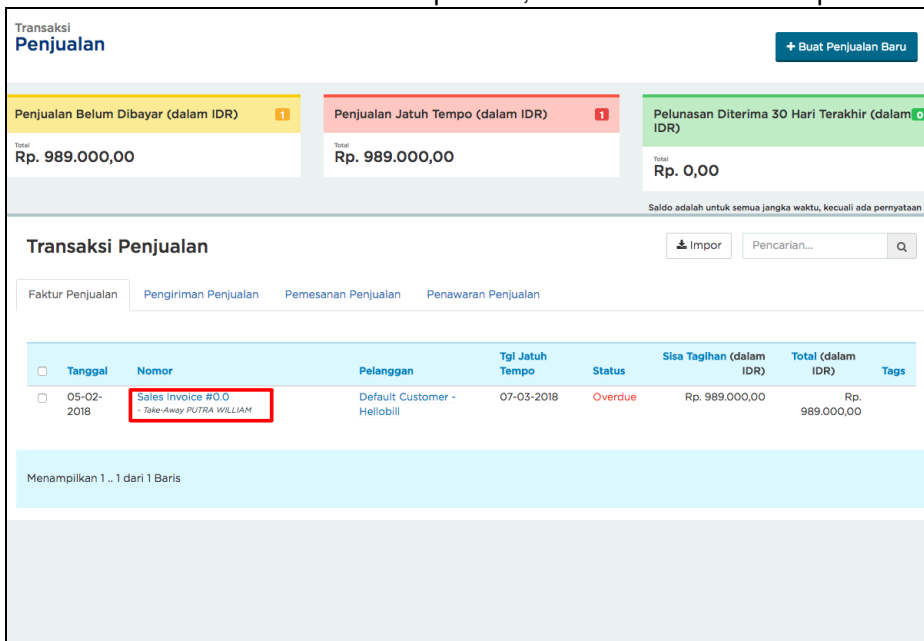 Transaksi
Penjualan
+ Buat Penjualan Baru
Penjualan Belum Dibayar (dalam IDR) 1
Total
Rp. 989.000,00
Penjualan Jatuh Tempo (dalam IDR) 1
Total
Rp. 989.000,00
Pelunasan Diterima 30 Hari Terakhir (dalam 0
IDR)
Total
Rp. 0,00
Saldo adalah untuk semua jangka waktu, kecuali ada pernyataan
Transaksi Penjualan
Impor
Pencarian...
Faktur Penjualan Pengiriman Penjualan Pemesanan Penjualan Penawaran Penjualan
Tanggal Nomor Pelanggan Tgl Jatuh Tempo Status Sisa Tagihan (dalam IDR) Total (dalam IDR) Tags
05-02-2018 Sales Invoice #0.0 Default Customer - Hellobill 07-03-2018 Overdue Rp. 989.000,00 Rp. 989.000,00
- Take-Away PUTRA WILLIAM
Menampilkan 1 .. 1 dari 1 Baris